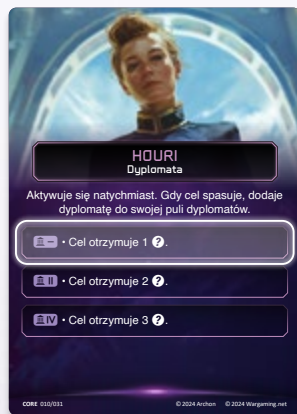 HOURI
Dyplomata
Aktywuje się natychmiast. Gdy cel spasuje, dodaje
dyplomatę do swojej puli dyplomatów.
I • Cel otrzymuje 1 ?.
II • Cel otrzymuje 2 ?.
IV • Cel otrzymuje 3 ?.
CORE 010/031 © 2024 Archon © 2024 Wargaming.net